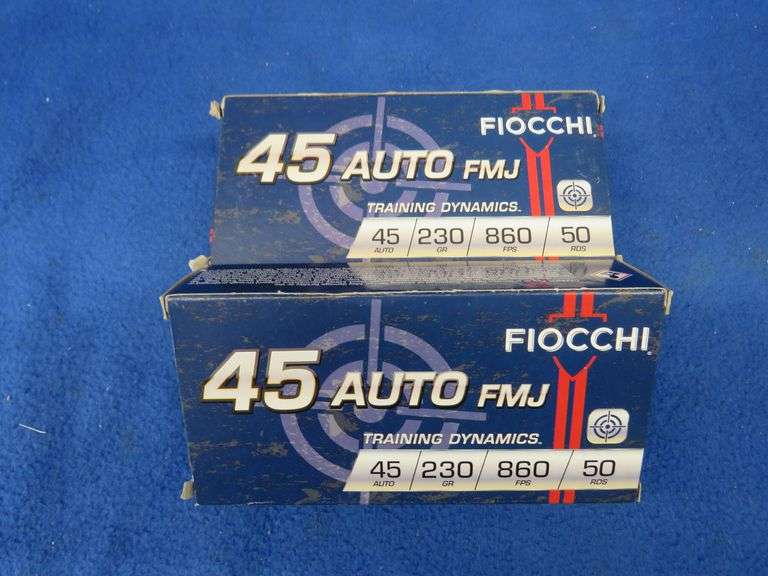 FIOCCHI
45 AUTO FMJ
TRAINING DYNAMICS
45 AUTO 230 GR 860 FPS 50 RDS
FIOCCHI
45 AUTO FMJ
TRAINING DYNAMICS
45 AUTO 230 GR 860 FPS 50 RDS